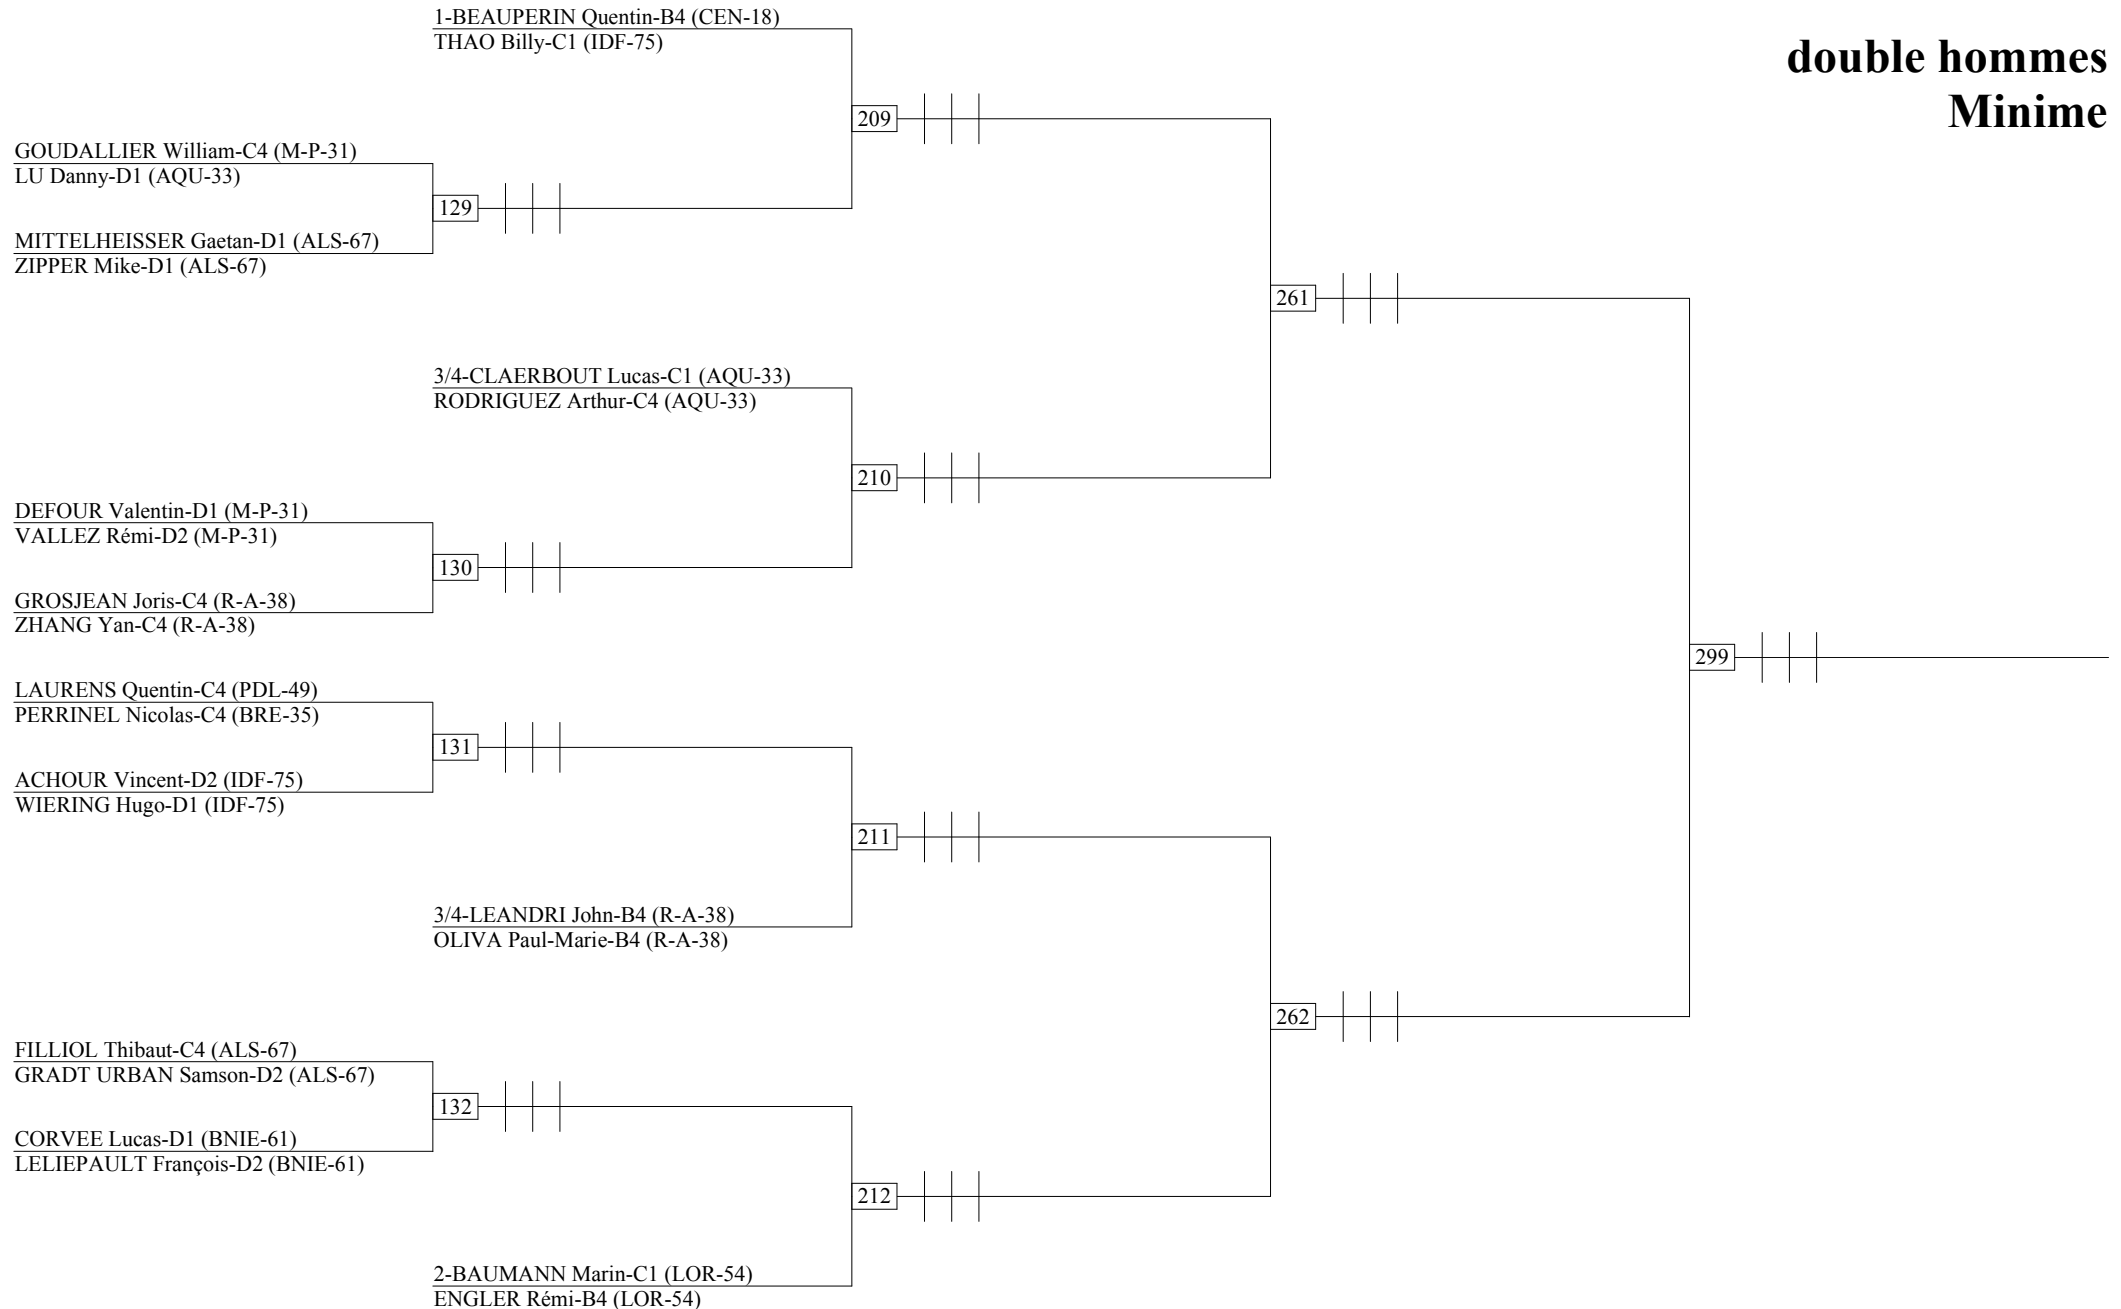 1-BEAUPERIN Quentin-B4 (CEN-18)
THAO Billy-C1 (IDF-75)
double hommes
Minime
209
GOUDALLIER William-C4 (M-P-31)
LU Danny-D1 (AQU-33)
129
MITTELHEISSER Gaetan-D1 (ALS-67)
ZIPPER Mike-D1 (ALS-67)
261
3/4-CLAERBOUT Lucas-C1 (AQU-33)
RODRIGUEZ Arthur-C4 (AQU-33)
210
DEFOUR Valentin-D1 (M-P-31)
VALLEZ Rémi-D2 (M-P-31)
130
GROSJEAN Joris-C4 (R-A-38)
ZHANG Yan-C4 (R-A-38)
299
LAURENS Quentin-C4 (PDL-49)
PERRINEL Nicolas-C4 (BRE-35)
131
ACHOUR Vincent-D2 (IDF-75)
WIERING Hugo-D1 (IDF-75)
211
3/4-LEANDRI John-B4 (R-A-38)
OLIVA Paul-Marie-B4 (R-A-38)
262
FILLIOL Thibaut-C4 (ALS-67)
GRADT URBAN Samson-D2 (ALS-67)
132
CORVEE Lucas-D1 (BNIE-61)
LELIEPAULT François-D2 (BNIE-61)
212
2-BAUMANN Marin-C1 (LOR-54)
ENGLER Rémi-B4 (LOR-54)